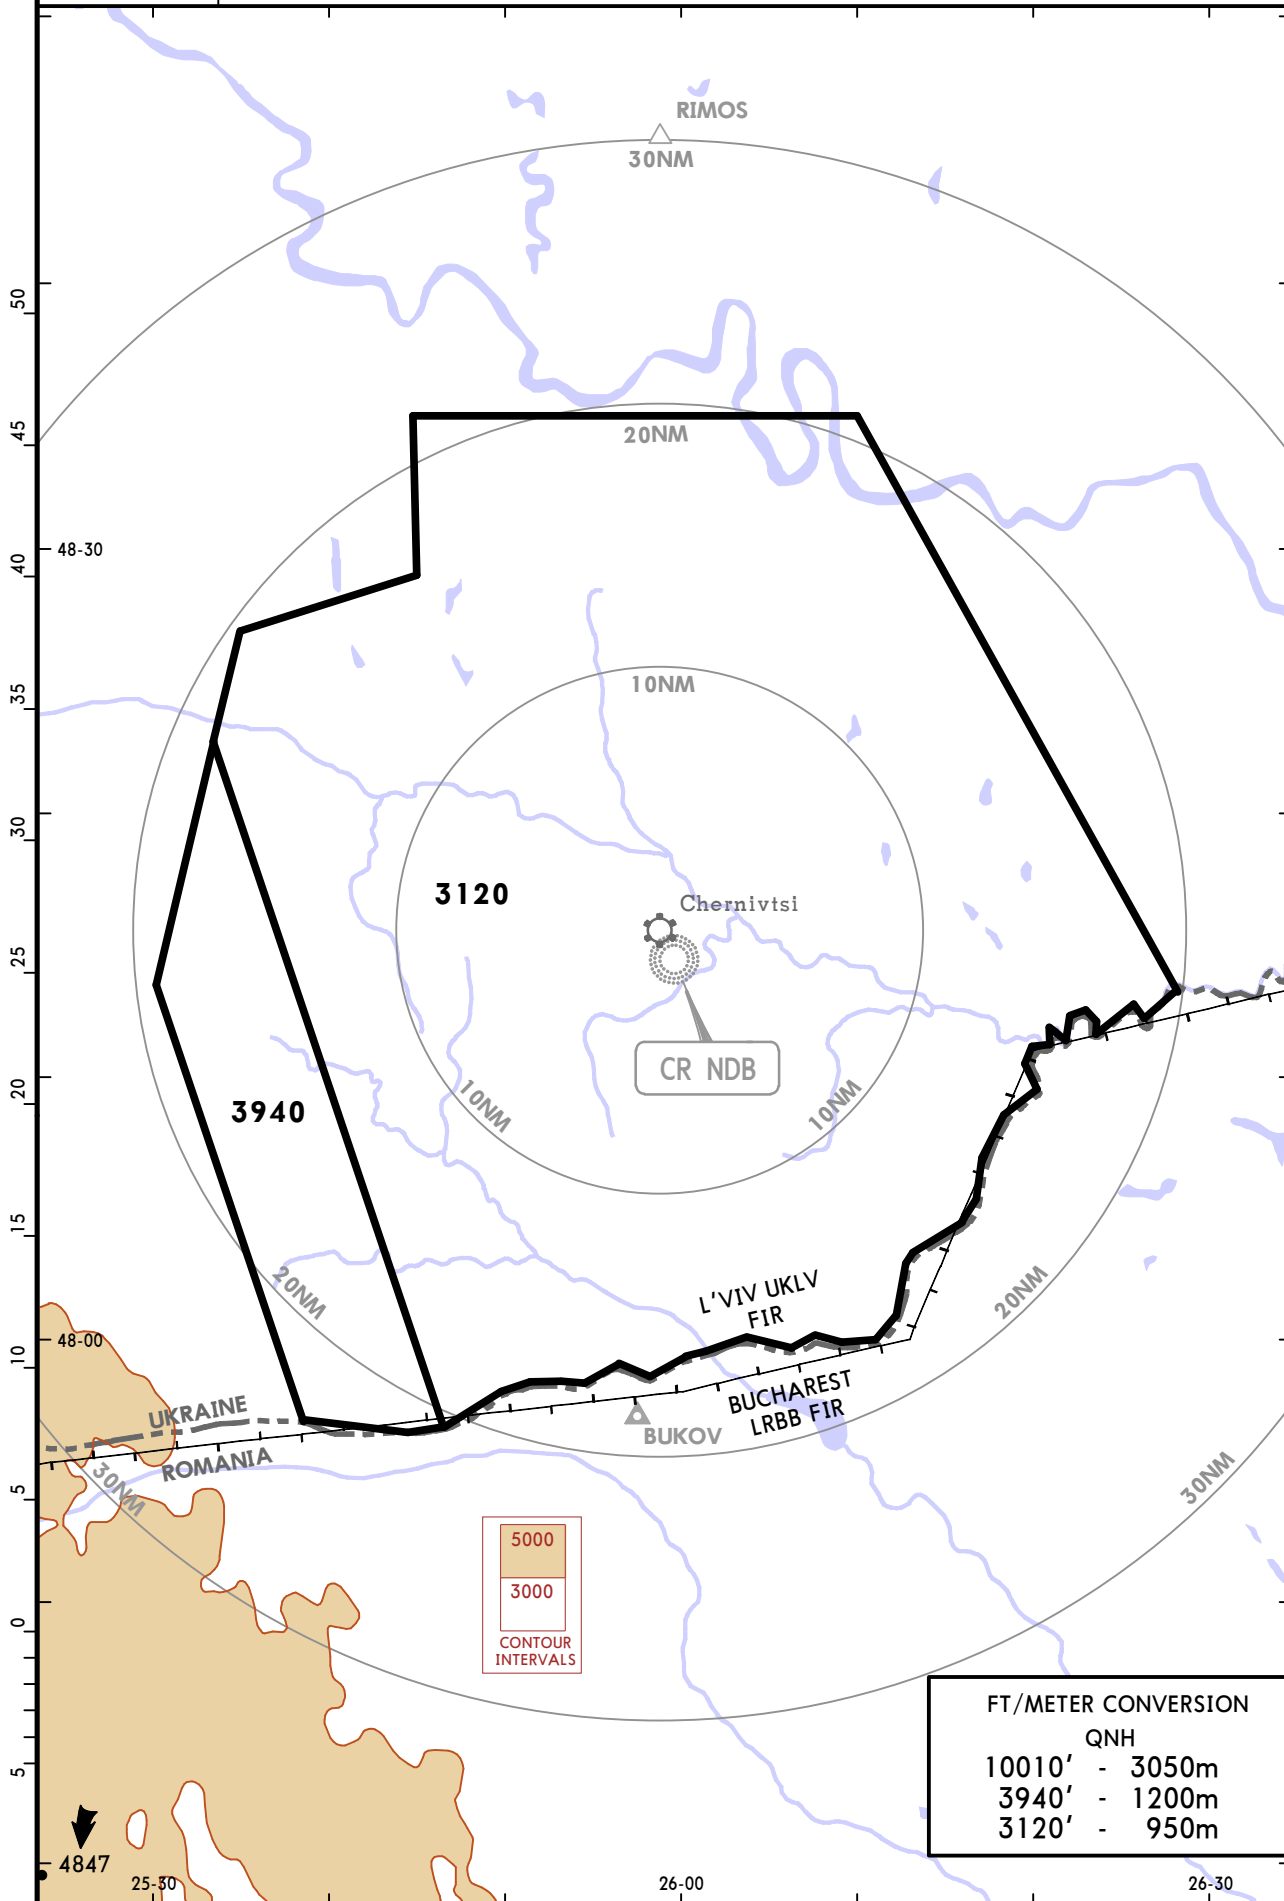 RIMOS
30NM
50
20NM
45
48-30
40
10NM
35
30
3120
Chernivtsi
25
CR NDB
20
10NM
10NM
3940
15
20NM
20NM
L'VIV UKLV
FIR
48-00
10
BUCHAREST
LRBB FIR
UKRAINE
BUKOV
ROMANIA
30NM
30NM
5
5000
3000
CONTOUR
INTERVALS
0
FT/METER CONVERSION
QNH
10010' - 3050m
3940' - 1200m
3120' - 950m
5
4847
25-30
26-00
26-30